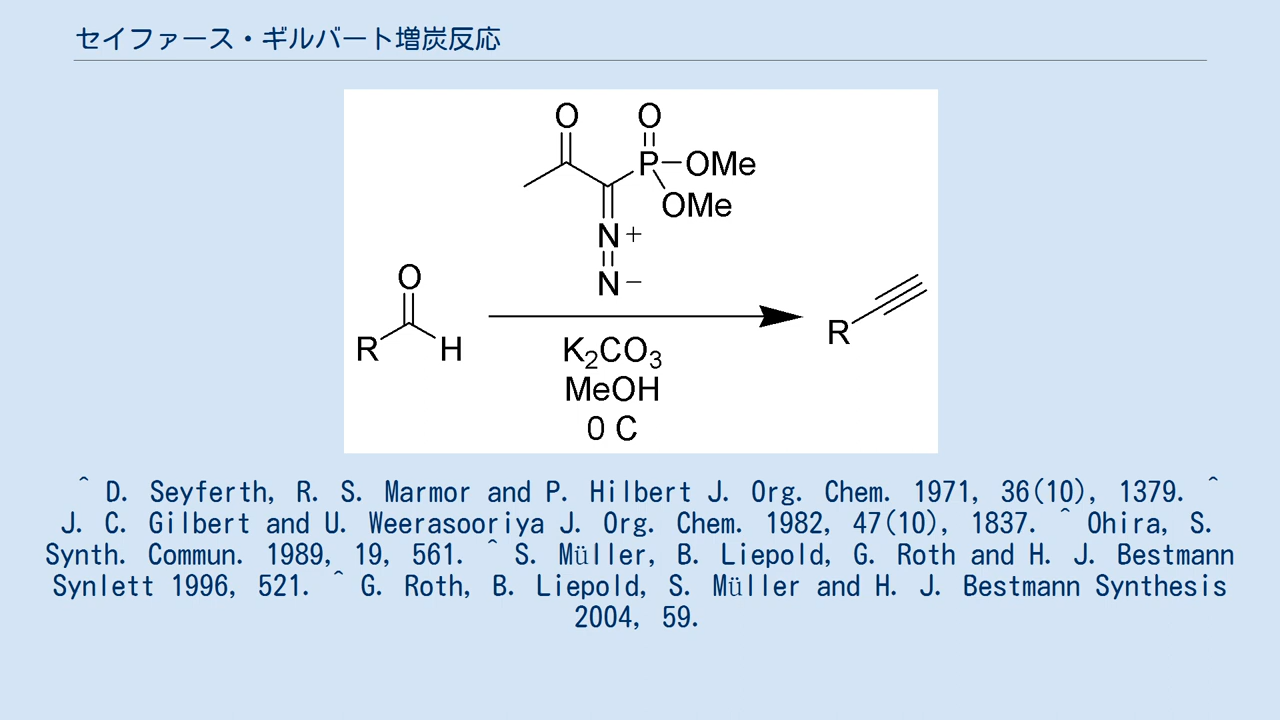 セイファース・ギルバート増炭反応
O O
P OMe
OMe
N +
N −
O
R H
K2CO3
MeOH
0 C
R
^ D. Seyferth, R. S. Marmor and P. Hilbert J. Org. Chem. 1971, 36(10), 1379. ^
J. C. Gilbert and U. Weerasooriya J. Org. Chem. 1982, 47(10), 1837. ^ Ohira, S.
Synth. Commun. 1989, 19, 561. ^ S. Müller, B. Liepold, G. Roth and H. J. Bestmann
Synlett 1996, 521. ^ G. Roth, B. Liepold, S. Müller and H. J. Bestmann Synthesis
2004, 59.